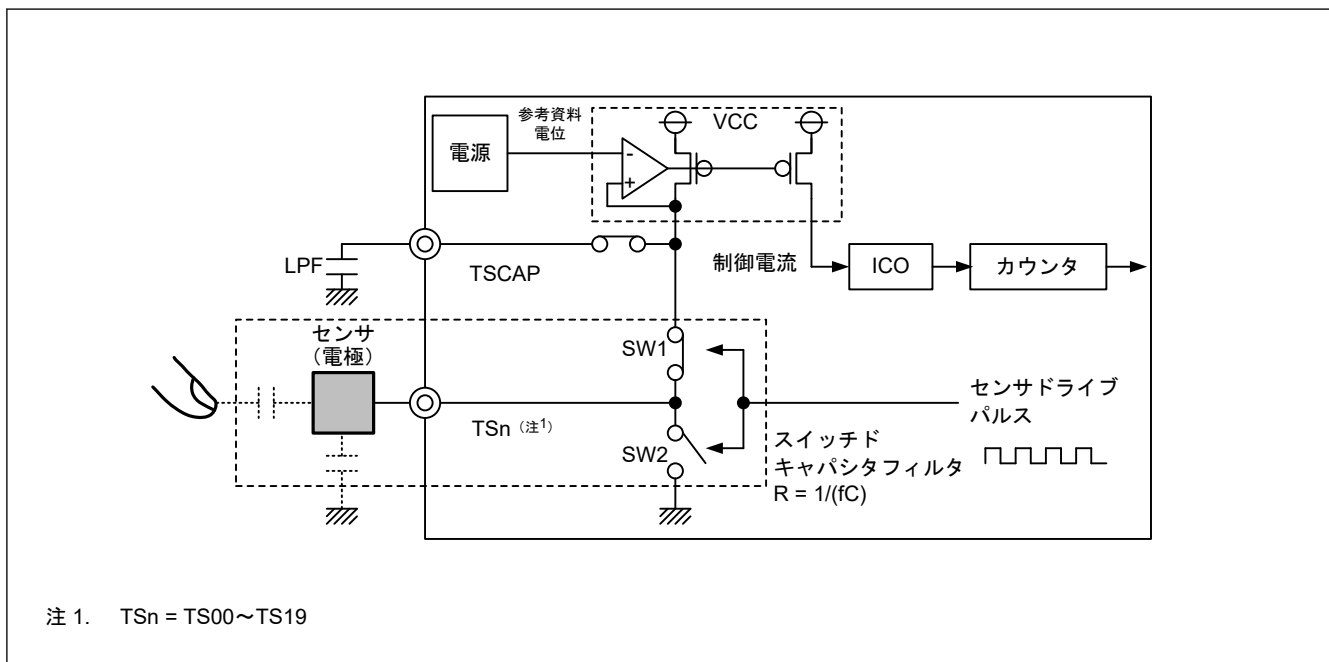 参考資料
電位
VCC
電源
-
+
LPF
TSCAP
制御電流
ICO
カウンタ
センサ
(電極)
SW1
TSn (注1)
SW2
センサドライブ
パルス
スイッチド
キャパシタフィルタ
R = 1/(fC)
注 1. TSn = TS00～TS19